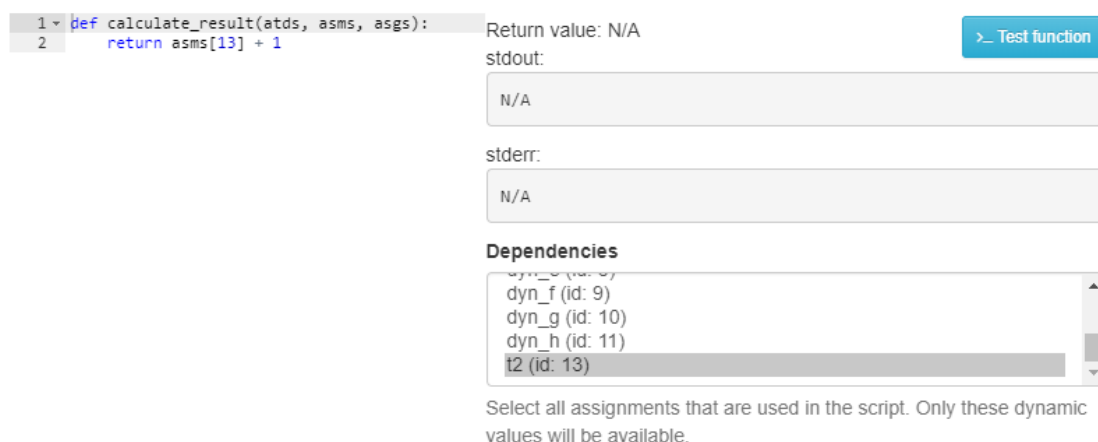 1 def calculate_result(atds, asms, asgs):
2 return asms[13] + 1
Return value: N/A
>_ Test function
stdout:
N/A
stderr:
N/A
Dependencies
dyn_f (id: 9)
dyn_g (id: 10)
dyn_h (id: 11)
t2 (id: 13)
Select all assignments that are used in the script. Only these dynamic
values will be available.